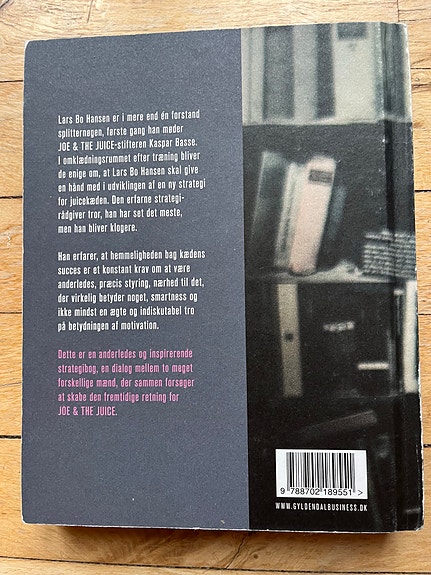 Lars Bo Hansen er i mere end én forstand
splitternøgen, første gang han møder
JOE & THE JUICE-stifteren Kaspar Basse.
I omklædningsrummet efter træning bliver
de enige om, at Lars Bo Hansen skal give
en hånd med i udviklingen af en ny strategi
for juicekæden. Den erfarne strategi-
rådgiver tror, han har set det meste,
men han bliver klogere.
Han erfarer, at hemmeligheden bag kædens
succes er et konstant krav om at være
anderledes, præcis styring, nærhed til det,
der virkelig betyder noget, smartness og
ikke mindst en ægte og indiskutabel tro
på betydningen af motivation.
Dette er en anderledes og inspirerende
strategibog, en dialog mellem to meget
forskellige mænd, der sammen forsøger
at skabe den fremtidige retning for
JOE & THE JUICE.
9 788702 189551 >
WWW.GYLDENDALBUSINESS.DK